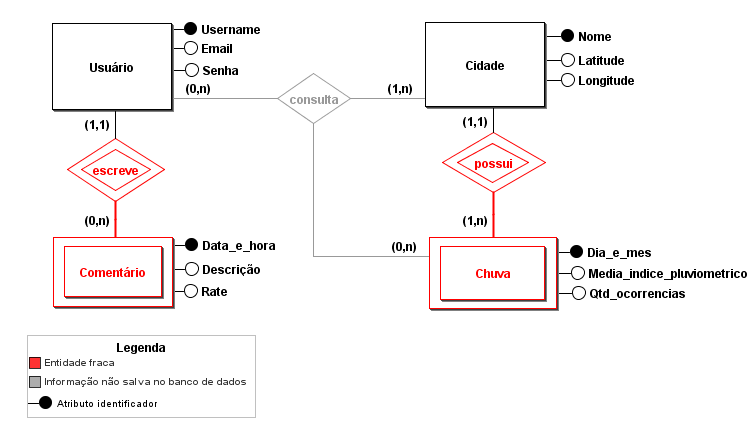 Usuário
Username
Email
Senha
(0,n)
consulta
(1,n)
Cidade
Nome
Latitude
Longitude
(1,1)
escreve
(0,n)
(1,1)
possui
(1,n)
(0,n)
Comentário
Data_e_hora
Descrição
Rate
Chuva
Dia_e_mes
Media_indice_pluviometrico
Qtd_ocorrencias
Legenda
Entidade fraca
Informação não salva no banco de dados
Atributo identificador